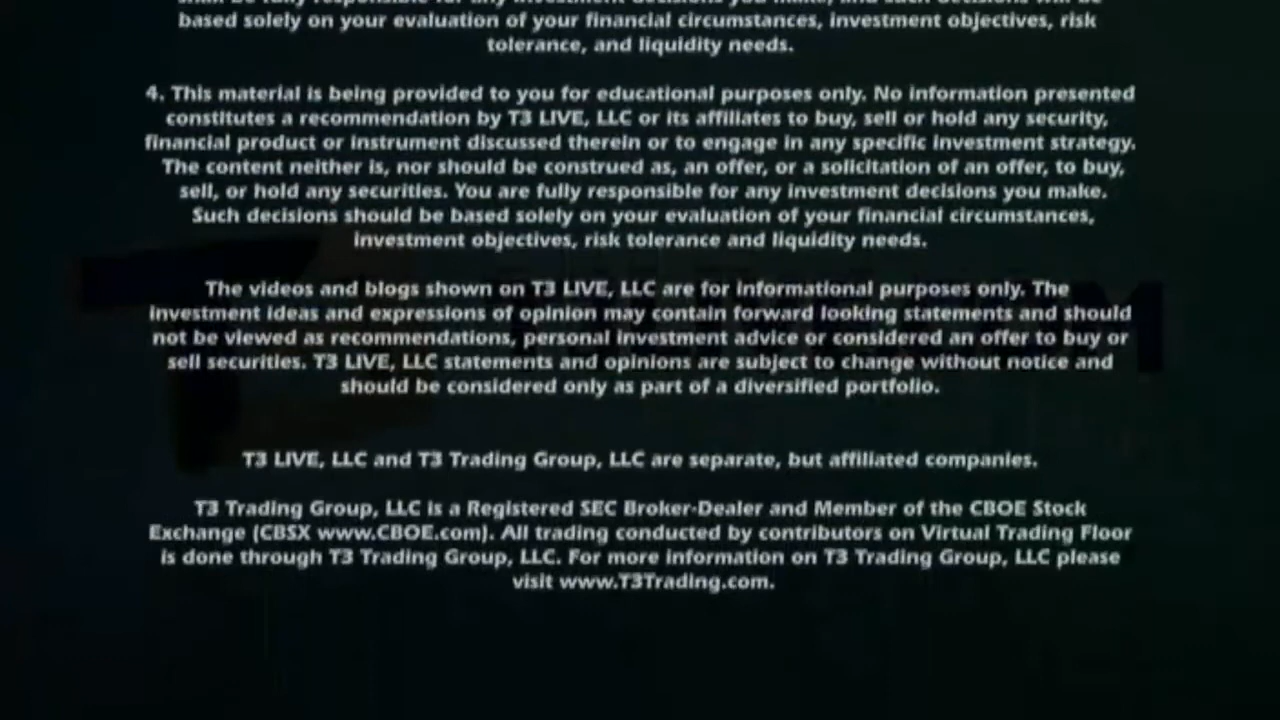 based solely on your evaluation of your financial circumstances, investment objectives, risk
tolerance, and liquidity needs.
4. This material is being provided to you for educational purposes only. No information presented
constitutes a recommendation by T3 LIVE, LLC or its affiliates to buy, sell or hold any security,
financial product or instrument discussed therein or to engage in any specific investment strategy.
The content neither is, nor should be construed as, an offer, or a solicitation of an offer, to buy,
sell, or hold any securities. You are fully responsible for any investment decisions you make.
Such decisions should be based solely on your evaluation of your financial circumstances,
investment objectives, risk tolerance and liquidity needs.
The videos and blogs shown on T3 LIVE, LLC are for informational purposes only. The
investment ideas and expressions of opinion may contain forward looking statements and should
not be viewed as recommendations, personal investment advice or considered an offer to buy or
sell securities. T3 LIVE, LLC statements and opinions are subject to change without notice and
should be considered only as part of a diversified portfolio.
T3 LIVE, LLC and T3 Trading Group, LLC are separate, but affiliated companies.
T3 Trading Group, LLC is a Registered SEC Broker-Dealer and Member of the CBOE Stock
Exchange (CBSX www.CBOE.com). All trading conducted by contributors on Virtual Trading Floor
is done through T3 Trading Group, LLC. For more information on T3 Trading Group, LLC please
visit www.T3Trading.com.